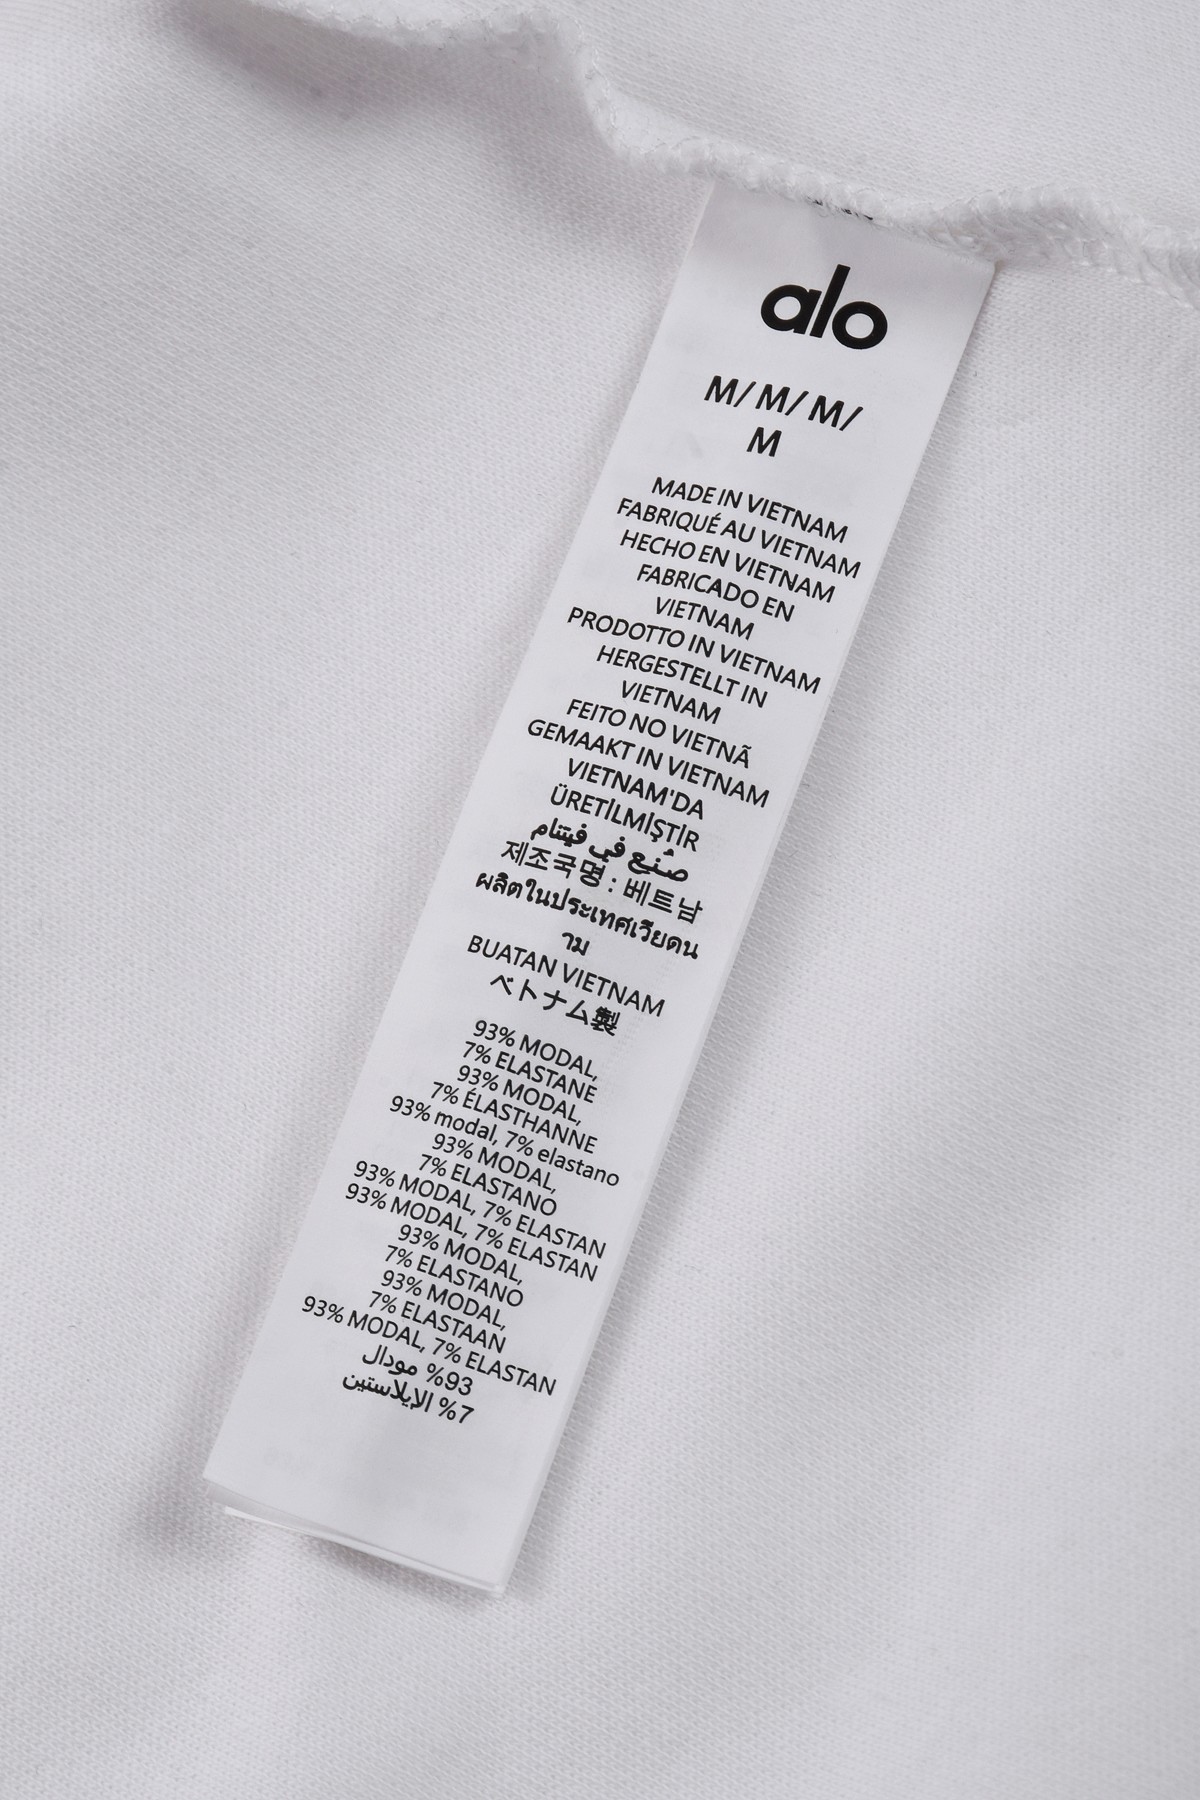 alo
M/ M/ M/
M
MADE IN VIETNAM
FABRIQUÉ AU VIETNAM
HECHO EN VIETNAM
FABRICADO EN
VIETNAM
PRODOTTO IN VIETNAM
HERGESTELLT IN
VIETNAM
FEITO NO VIETNÃ
GEMAAKT IN VIETNAM
VIETNAM'DA
ÜRETİLMİŞTİR
صُنِع في فيتنام
제조국명 : 베트남
ผลิตในประเทศเวียดน
าม
BUATAN VIETNAM
ベトナム製
93% MODAL,
7% ELASTANE
93% MODAL,
7% ÉLASTHANNE
93% modal, 7% elastano
93% MODAL,
7% ELASTANO
93% MODAL, 7% ELASTAN
93% MODAL, 7% ELASTAN
93% MODAL,
7% ELASTANO
93% MODAL,
7% ELASTAAN
93% MODAL, 7% ELASTAN
93% مودال
7% الإيلاستين